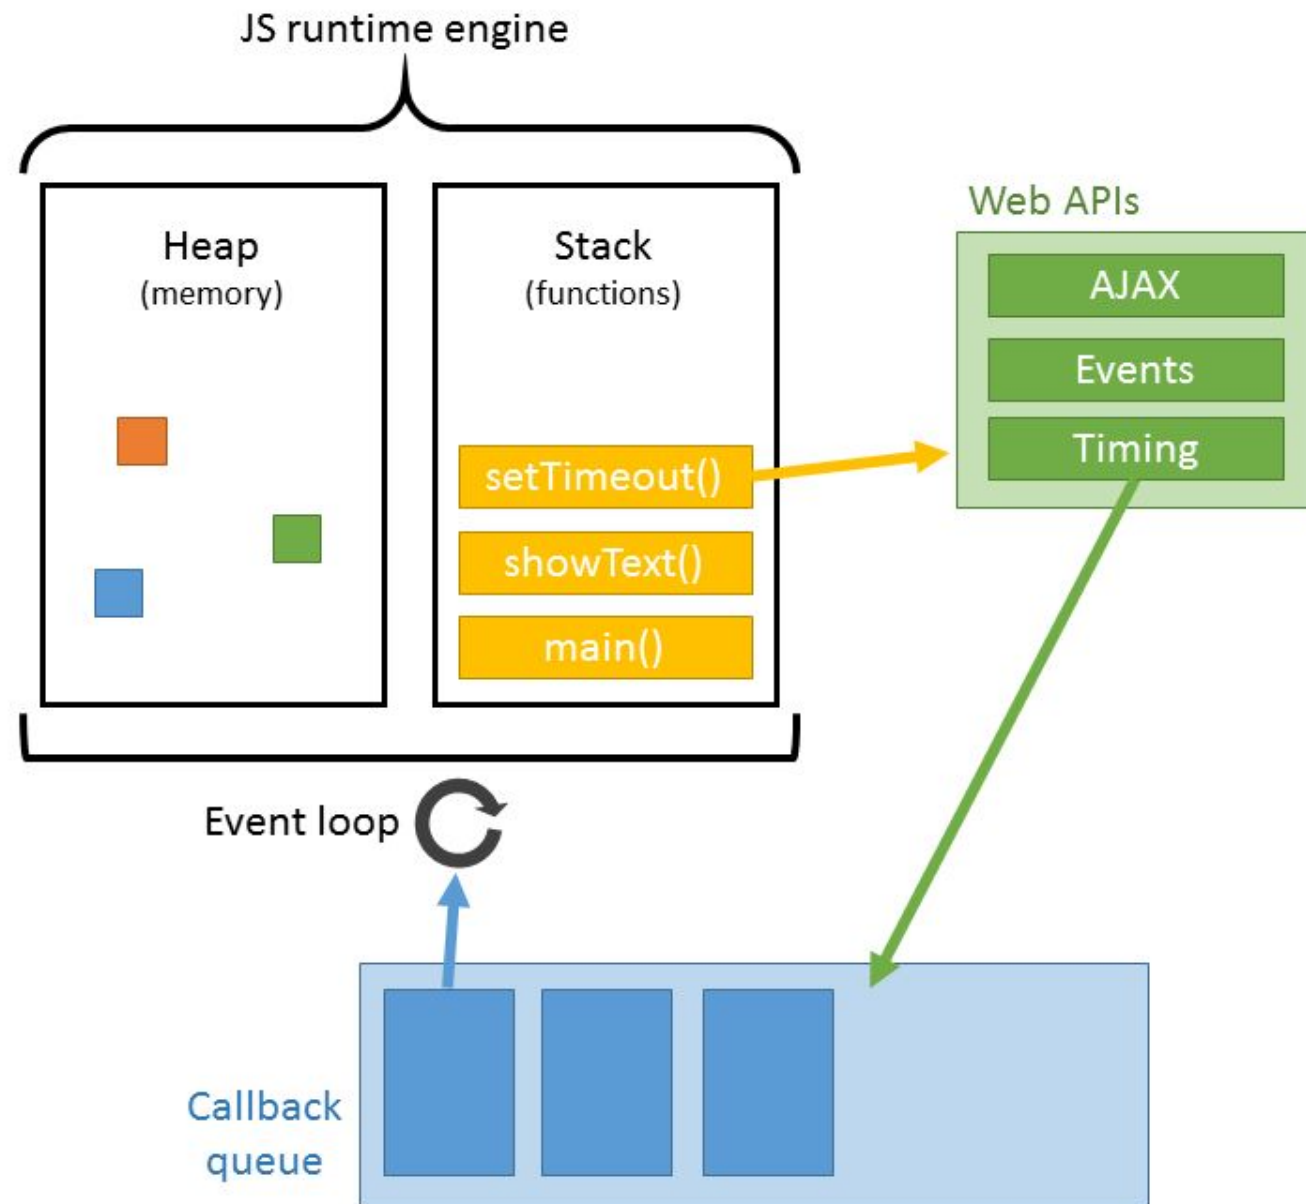 JS runtime engine
Heap
(memory)
Stack
(functions)
setTimeout()
showText()
main()
Web APIs
AJAX
Events
Timing
Event loop
Callback
queue